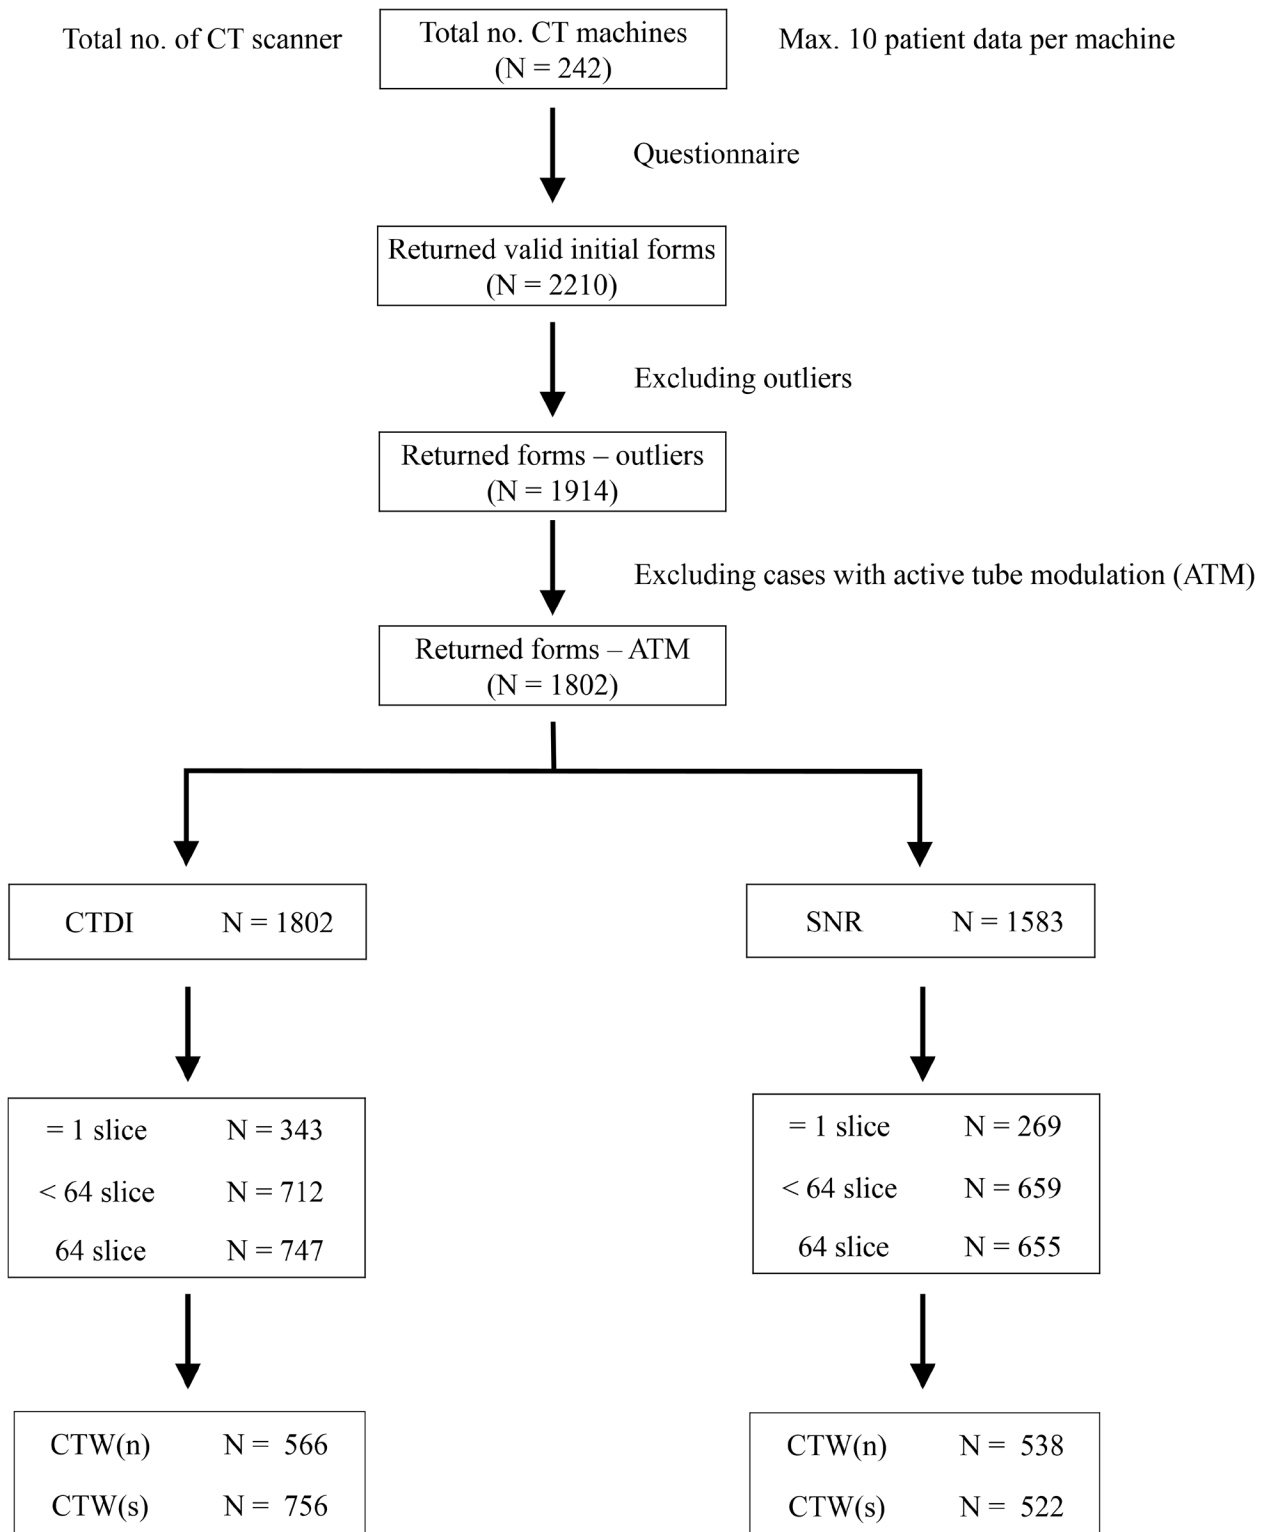 Total no. of CT scanner
Total no. CT machines
(N = 242)
Max. 10 patient data per machine
Questionnaire
Returned valid initial forms
(N = 2210)
Excluding outliers
Returned forms – outliers
(N = 1914)
Excluding cases with active tube modulation (ATM)
Returned forms – ATM
(N = 1802)
CTDI N = 1802
= 1 slice N = 343
< 64 slice N = 712
64 slice N = 747
CTW(n) N = 566
CTW(s) N = 756
SNR N = 1583
= 1 slice N = 269
< 64 slice N = 659
64 slice N = 655
CTW(n) N = 538
CTW(s) N = 522